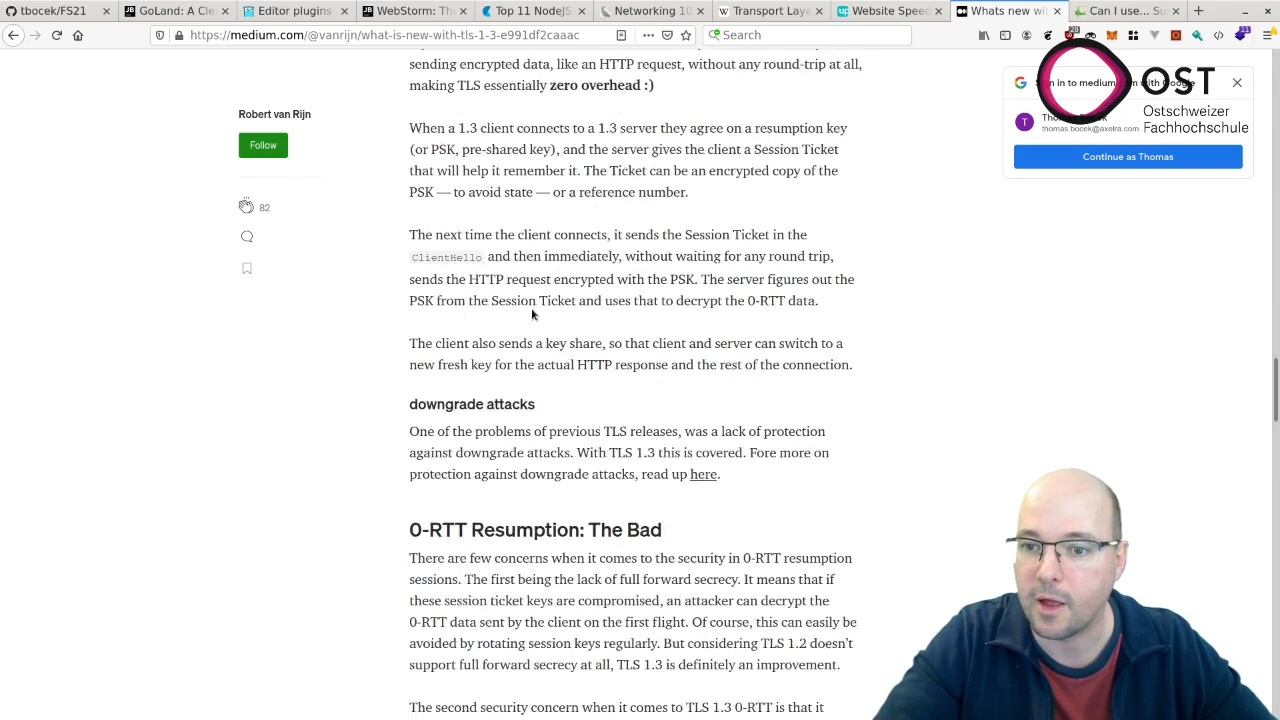 tbocek/FS21
GoLand: A Cle
Editor plugins
WebStorm: The
Top 11 NodeJS
Networking 10
Transport Laye
Website Speed
Whats new wit
Can I use... Su
https://medium.com/@vanrijn/what-is-new-with-tls-1-3-e991df2caaac
Search
sending encrypted data, like an HTTP request, without any round-trip at all,
making TLS essentially zero overhead :)
Robert van Rijn
Follow
82
When a 1.3 client connects to a 1.3 server they agree on a resumption key
(or PSK, pre-shared key), and the server gives the client a Session Ticket
that will help it remember it. The Ticket can be an encrypted copy of the
PSK — to avoid state — or a reference number.
The next time the client connects, it sends the Session Ticket in the
ClientHello and then immediately, without waiting for any round trip,
sends the HTTP request encrypted with the PSK. The server figures out the
PSK from the Session Ticket and uses that to decrypt the 0-RTT data.
The client also sends a key share, so that client and server can switch to a
new fresh key for the actual HTTP response and the rest of the connection.
downgrade attacks
One of the problems of previous TLS releases, was a lack of protection
against downgrade attacks. With TLS 1.3 this is covered. Fore more on
protection against downgrade attacks, read up here.
0-RTT Resumption: The Bad
There are few concerns when it comes to the security in 0-RTT resumption
sessions. The first being the lack of full forward secrecy. It means that if
these session ticket keys are compromised, an attacker can decrypt the
0-RTT data sent by the client on the first flight. Of course, this can easily be
avoided by rotating session keys regularly. But considering TLS 1.2 doesn't
support full forward secrecy at all, TLS 1.3 is definitely an improvement.
The second security concern when it comes to TLS 1.3 0-RTT is that it
Sign in to medium.com with Google
T
thomas.bocek@axelra.com
Continue as Thomas
OST
Ostschweizer
Fachhochschule